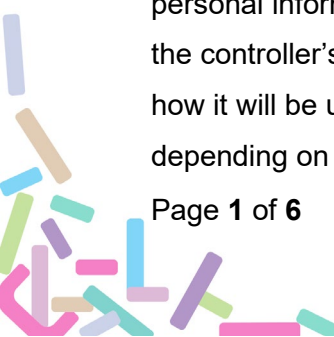 personal inform
the controller's
how it will be u
depending on
Page 1 of 6